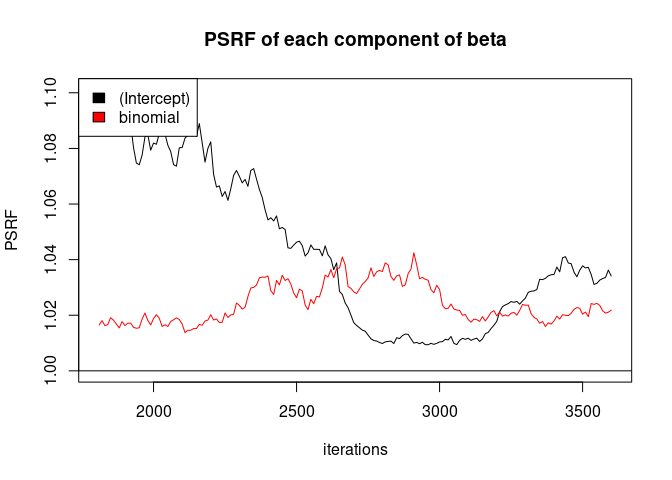 PSRF of each component of beta
(Intercept)
binomial
PSRF
1.10
1.08
1.06
1.04
1.02
1.00
2000 2500 3000 3500
iterations